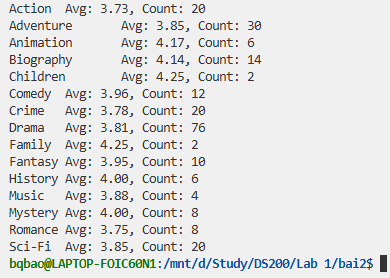 Action  Avg: 3.73, Count: 20
Adventure       Avg: 3.85, Count: 30
Animation       Avg: 4.17, Count: 6
Biography       Avg: 4.14, Count: 14
Children        Avg: 4.25, Count: 2
Comedy  Avg: 3.96, Count: 12
Crime   Avg: 3.78, Count: 20
Drama   Avg: 3.81, Count: 76
Family  Avg: 4.25, Count: 2
Fantasy Avg: 3.95, Count: 10
History Avg: 4.00, Count: 6
Music   Avg: 3.88, Count: 4
Mystery Avg: 4.00, Count: 8
Romance Avg: 3.75, Count: 8
Sci-Fi  Avg: 3.85, Count: 20
bqbao@LAPTOP-FOIC60N1:/mnt/d/Study/DS200/Lab 1/bai2$